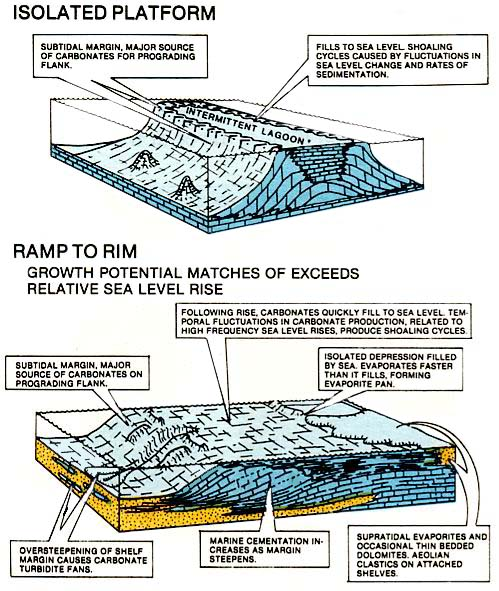 ISOLATED PLATFORM
SUBTIDAL MARGIN, MAJOR SOURCE
OF CARBONATES FOR PROGRADING
FLANK.
FILLS TO SEA LEVEL. SHOALING
CYCLES CAUSED BY FLUCTUATIONS IN
SEA LEVEL CHANGE AND RATES OF
SEDIMENTATION.
INTERMITTENT LAGOON
RAMP TO RIM
GROWTH POTENTIAL MATCHES OF EXCEEDS
RELATIVE SEA LEVEL RISE
FOLLOWING RISE, CARBONATES QUICKLY FILL TO SEA LEVEL. TEM-
PORAL FLUCTUATIONS IN CARBONATE PRODUCTION, RELATED TO
HIGH FREQUENCY SEA LEVEL RISES, PRODUCE SHOALING CYCLES.
SUBTIDAL MARGIN, MAJOR
SOURCE OF CARBONATES ON
PROGRADING FLANK.
ISOLATED DEPRESSION FILLED
BY SEA. EVAPORATES FASTER
THAN IT FILLS, FORMING
EVAPORITE PAN.
OVERSTEEPENING OF SHELF
MARGIN CAUSES CARBONATE
TURBIDITE FANS.
MARINE CEMENTATION IN-
CREASES AS MARGIN
STEEPENS.
SUPRATIDAL EVAPORITES AND
OCCASIONAL THIN BEDDED
DOLOMITES. AEOLIAN
CLASTICS ON ATTACHED
SHELVES.